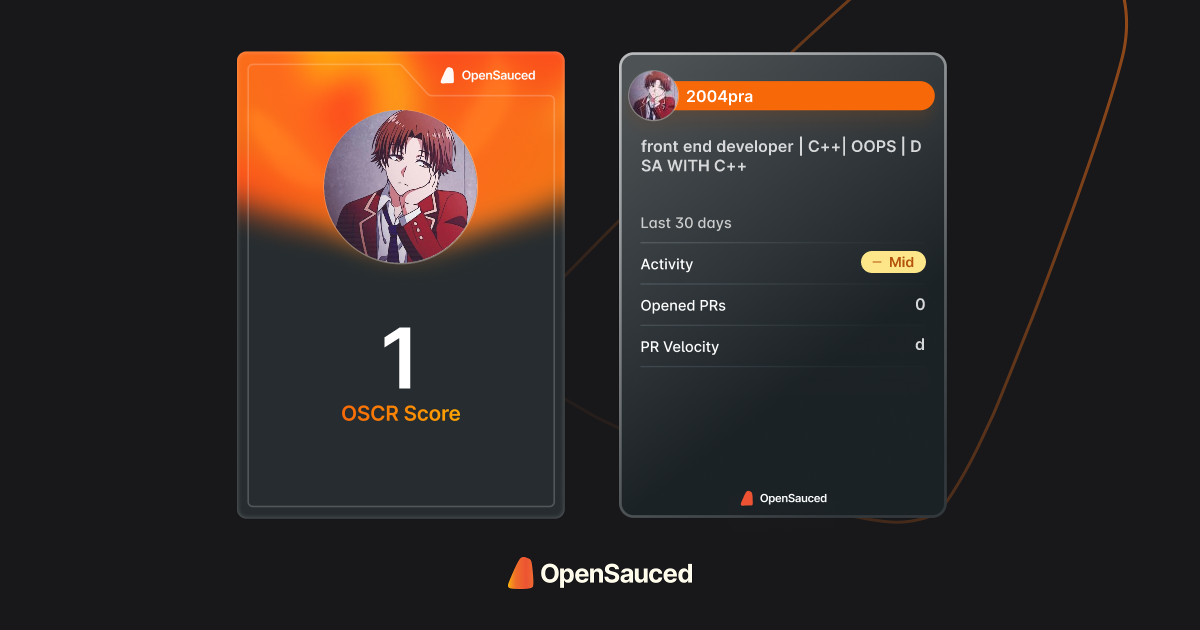 OpenSauced
1
OSCR Score
2004pra
front end developer | C++| OOPS | D
SA WITH C++
Last 30 days
Activity
– Mid
Opened PRs
0
PR Velocity
d
OpenSauced
OpenSauced